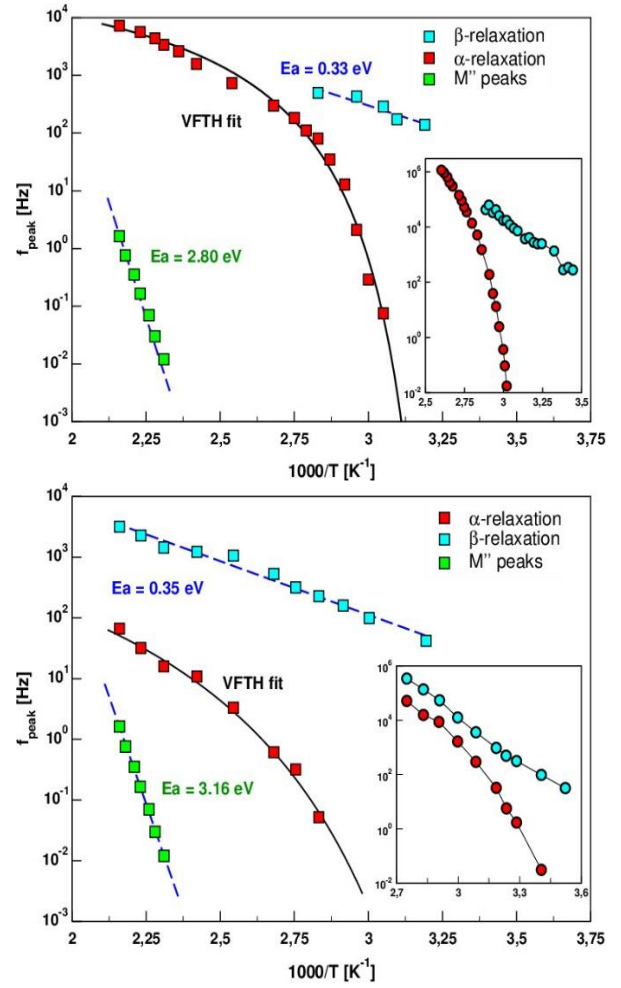 10⁴
10³
10²
10¹
10⁰
10⁻¹
10⁻²
10⁻³
f_peak [Hz]
β-relaxation
α-relaxation
M'' peaks
Ea = 0.33 eV
VFTH fit
Ea = 2.80 eV
10⁶
10⁴
10²
10⁰
10⁻²
2,5 2,75 3 3,25 3,5
2 2,25 2,5 2,75 3 3,25 3,5 3,75
1000/T [K⁻¹]
10⁴
10³
10²
10¹
10⁰
10⁻¹
10⁻²
10⁻³
f_peak [Hz]
α-relaxation
β-relaxation
M'' peaks
Ea = 0.35 eV
VFTH fit
Ea = 3.16 eV
10⁶
10⁴
10²
10⁰
10⁻²
2,7 3 3,3 3,6
2 2,25 2,5 2,75 3 3,25 3,5 3,75
1000/T [K⁻¹]